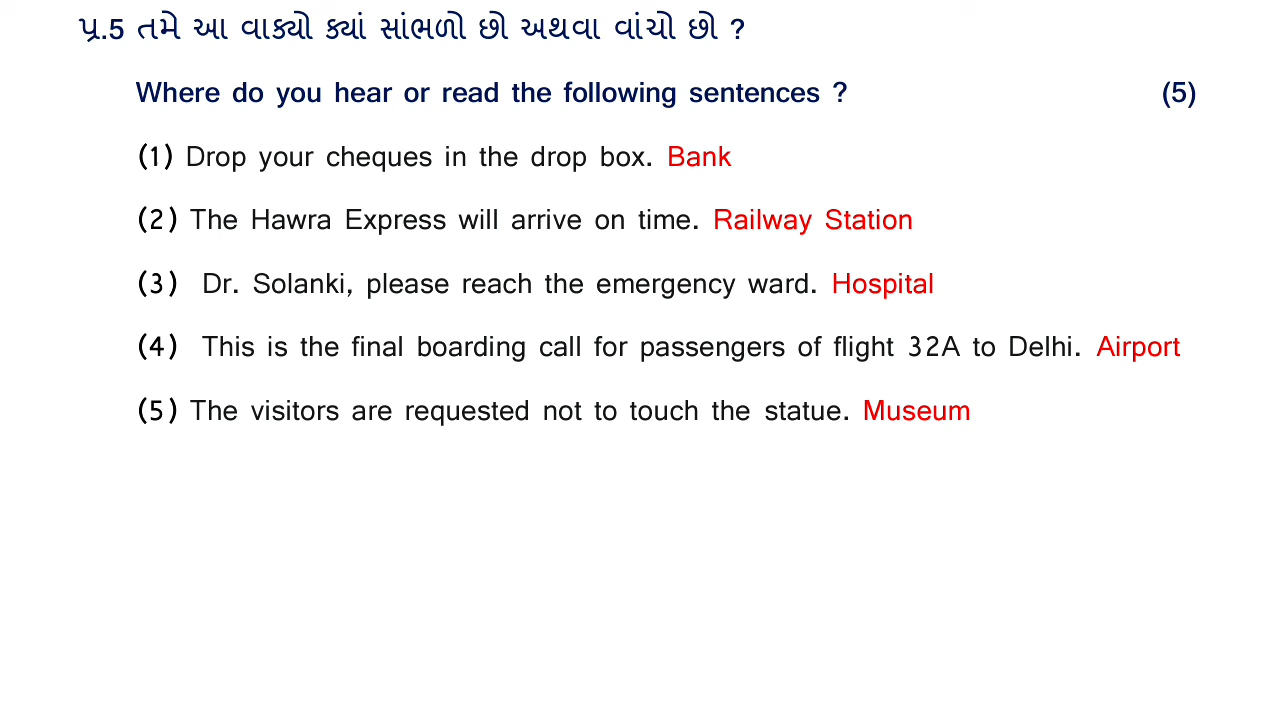 પ્ર.5 તમે આ વાક્યો ક્યાં સાંભળો છો અથવા વાંચો છો ?
Where do you hear or read the following sentences ? (5)
(1) Drop your cheques in the drop box. Bank
(2) The Hawra Express will arrive on time. Railway Station
(3) Dr. Solanki, please reach the emergency ward. Hospital
(4) This is the final boarding call for passengers of flight 32A to Delhi. Airport
(5) The visitors are requested not to touch the statue. Museum